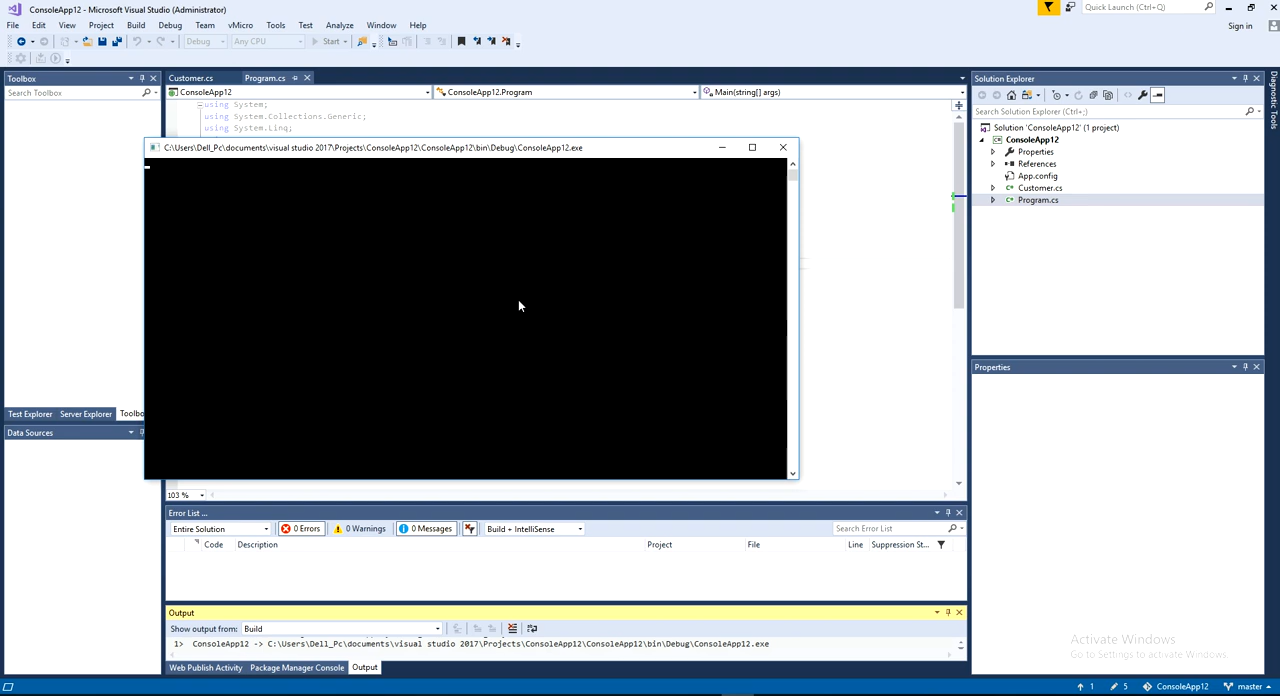 ConsoleApp12 - Microsoft Visual Studio (Administrator)
Quick Launch (Ctrl+Q)
File Edit View Project Build Debug Team vMicro Tools Test Analyze Window Help
Sign in
Debug Any CPU Start
Toolbox
Search Toolbox
Customer.cs Program.cs
ConsoleApp12 ConsoleApp12.Program Main(string[] args)
using System;
using System.Collections.Generic;
using System.Linq;
C:\Users\Dell_Pc\documents\visual studio 2017\Projects\ConsoleApp12\ConsoleApp12\bin\Debug\ConsoleApp12.exe
Solution Explorer
Search Solution Explorer (Ctrl+;)
Solution 'ConsoleApp12' (1 project)
ConsoleApp12
Properties
References
App.config
Customer.cs
Program.cs
Diagnostic Tools
Properties
Test Explorer Server Explorer Toolbo
Data Sources
103 %
Error List ...
Entire Solution 0 Errors 0 Warnings 0 Messages Build + IntelliSense Search Error List
Code Description Project File Line Suppression St...
Output
Show output from: Build
1> ConsoleApp12 -> C:\Users\Dell_Pc\documents\visual studio 2017\Projects\ConsoleApp12\ConsoleApp12\bin\Debug\ConsoleApp12.exe
Web Publish Activity Package Manager Console Output
Activate Windows
Go to Settings to activate Windows
1 5 ConsoleApp12 master